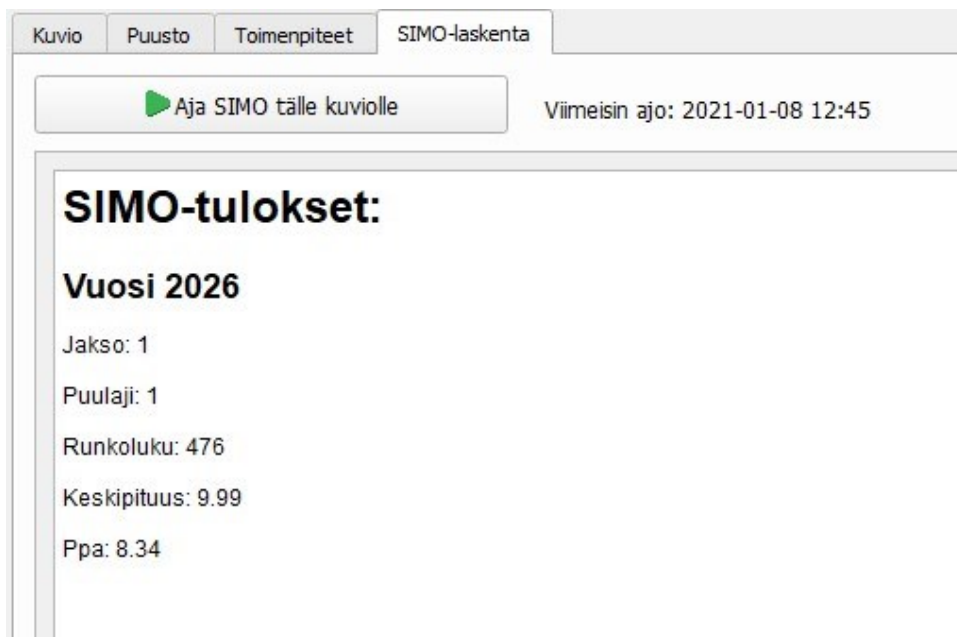 Kuvio Puusto Toimenpiteet SIMO-laskenta
Aja SIMO tälle kuviolle Viimeisin ajo: 2021-01-08 12:45
SIMO-tulokset:
Vuosi 2026
Jakso: 1
Puulaji: 1
Runkoluku: 476
Keskipituus: 9.99
Ppa: 8.34